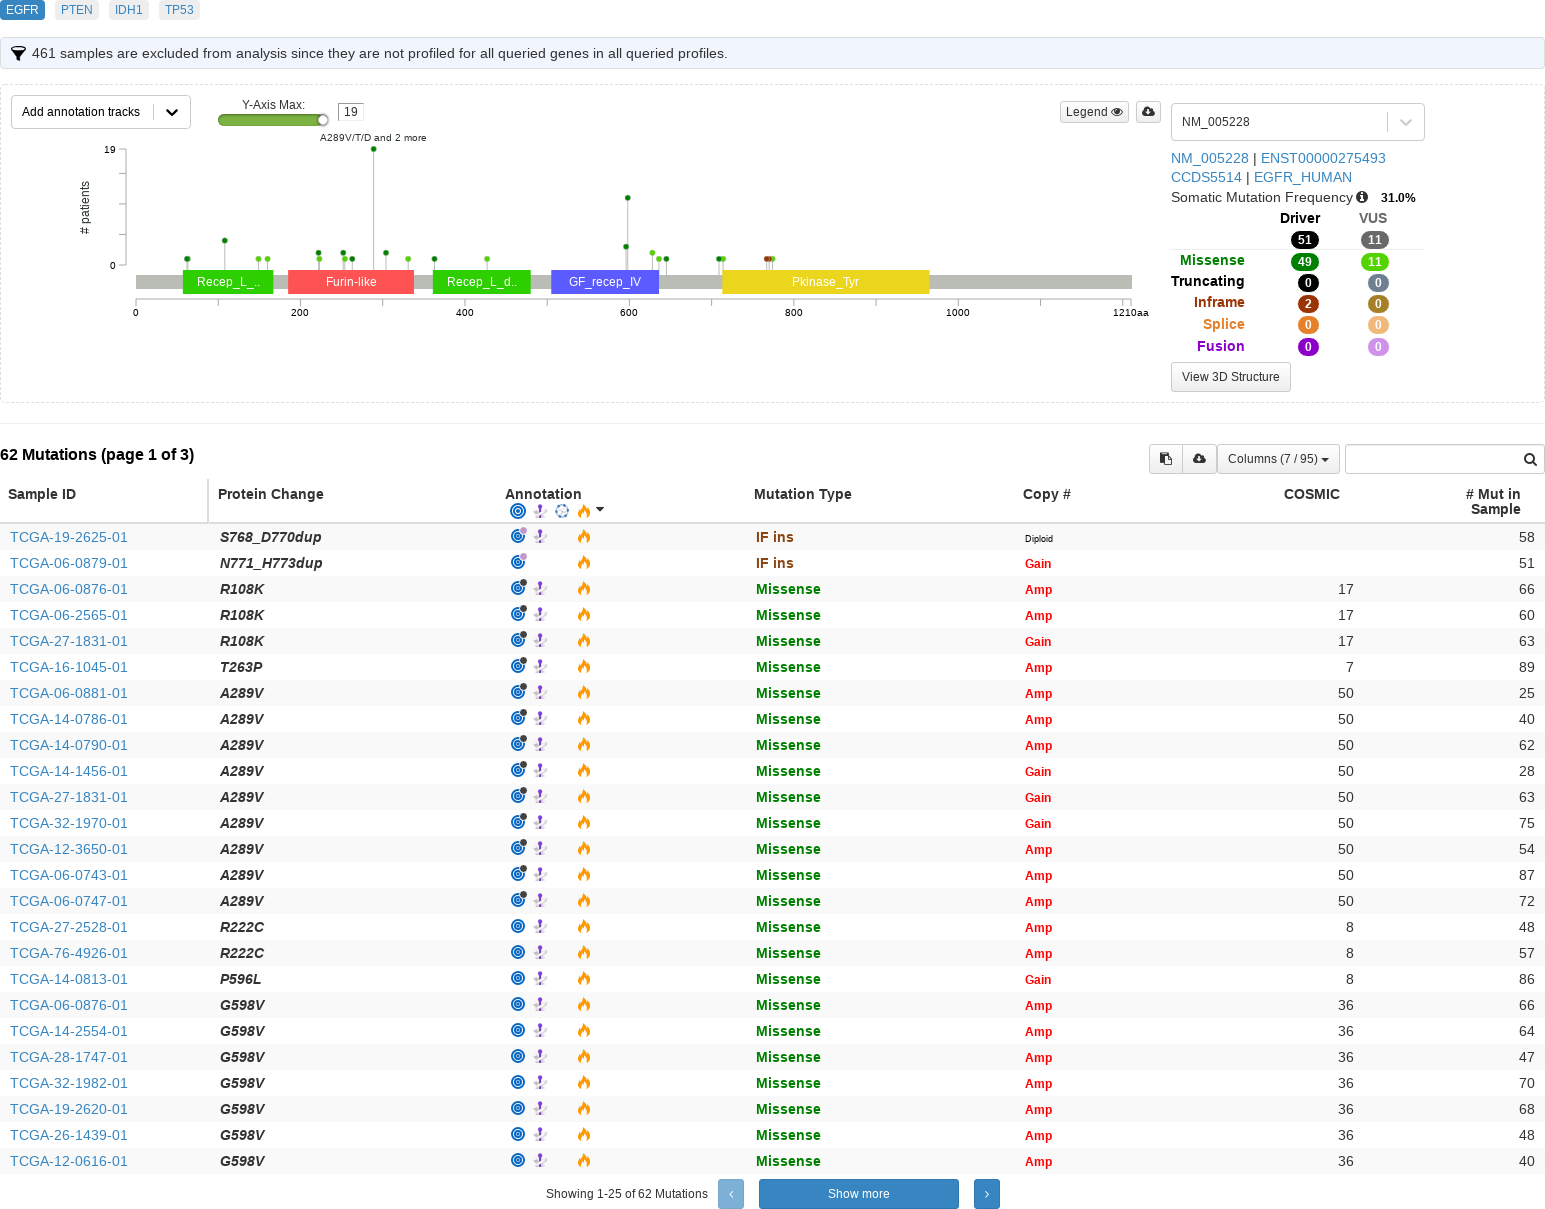 EGFR PTEN IDH1 TP53
461 samples are excluded from analysis since they are not profiled for all queried genes in all queried profiles.
Add annotation tracks
Y-Axis Max: 19
Legend
NM_005228
A289V/T/D and 2 more
19
# patients
0
Recep_L_.. Furin-like Recep_L_d.. GF_recep_IV Pkinase_Tyr
0 200 400 600 800 1000 1210aa
NM_005228 | ENST00000275493
CCDS5514 | EGFR_HUMAN
Somatic Mutation Frequency 31.0%
Driver VUS
51 11
Missense 49 11
Truncating 0 0
Inframe 2 0
Splice 0 0
Fusion 0 0
View 3D Structure
62 Mutations (page 1 of 3)
Columns (7 / 95)
Sample ID Protein Change Annotation Mutation Type Copy # COSMIC # Mut in
Sample
TCGA-19-2625-01 S768_D770dup IF ins Diploid 58
TCGA-06-0879-01 N771_H773dup IF ins Gain 51
TCGA-06-0876-01 R108K Missense Amp 17 66
TCGA-06-2565-01 R108K Missense Amp 17 60
TCGA-27-1831-01 R108K Missense Gain 17 63
TCGA-16-1045-01 T263P Missense Amp 7 89
TCGA-06-0881-01 A289V Missense Amp 50 25
TCGA-14-0786-01 A289V Missense Amp 50 40
TCGA-14-0790-01 A289V Missense Amp 50 62
TCGA-14-1456-01 A289V Missense Gain 50 28
TCGA-27-1831-01 A289V Missense Gain 50 63
TCGA-32-1970-01 A289V Missense Gain 50 75
TCGA-12-3650-01 A289V Missense Amp 50 54
TCGA-06-0743-01 A289V Missense Amp 50 87
TCGA-06-0747-01 A289V Missense Amp 50 72
TCGA-27-2528-01 R222C Missense Amp 8 48
TCGA-76-4926-01 R222C Missense Amp 8 57
TCGA-14-0813-01 P596L Missense Gain 8 86
TCGA-06-0876-01 G598V Missense Amp 36 66
TCGA-14-2554-01 G598V Missense Amp 36 64
TCGA-28-1747-01 G598V Missense Amp 36 47
TCGA-32-1982-01 G598V Missense Amp 36 70
TCGA-19-2620-01 G598V Missense Amp 36 68
TCGA-26-1439-01 G598V Missense Amp 36 48
TCGA-12-0616-01 G598V Missense Amp 36 40
Showing 1-25 of 62 Mutations ‹ Show more ›